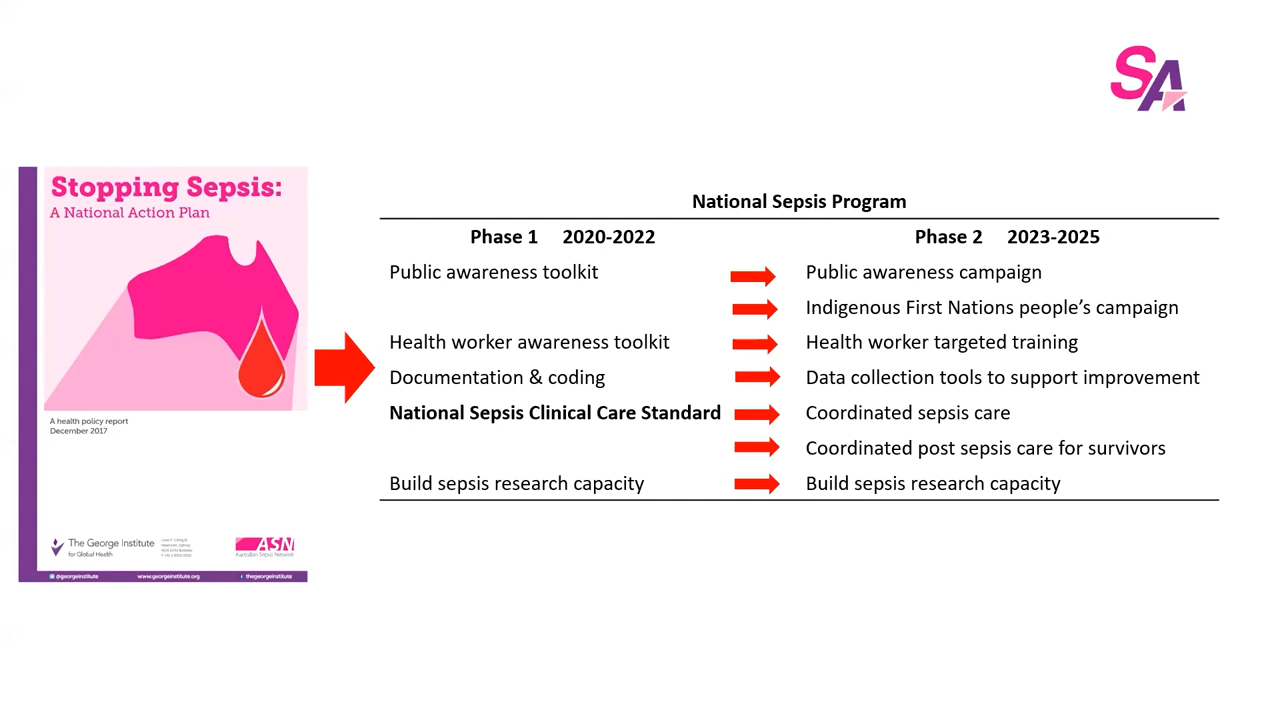 SA
Stopping Sepsis:
A National Action Plan
A health policy report
December 2017
The George Institute
for Global Health
ASN
Australian Sepsis Network
@georgeinstitute
www.georgeinstitute.org
thegeorgeinstitute
National Sepsis Program
Phase 1 2020-2022 Phase 2 2023-2025
Public awareness toolkit Public awareness campaign
Indigenous First Nations people’s campaign
Health worker awareness toolkit Health worker targeted training
Documentation & coding Data collection tools to support improvement
National Sepsis Clinical Care Standard Coordinated sepsis care
Coordinated post sepsis care for survivors
Build sepsis research capacity Build sepsis research capacity